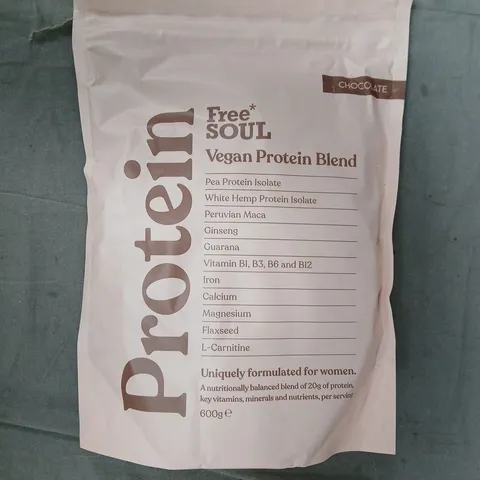 CHOCOLATE
Protein
Free*
SOUL
Vegan Protein Blend
Pea Protein Isolate
White Hemp Protein Isolate
Peruvian Maca
Ginseng
Guarana
Vitamin B1, B3, B6 and B12
Iron
Calcium
Magnesium
Flaxseed
L-Carnitine
Uniquely formulated for women.
A nutritionally balanced blend of 20g of protein,
key vitamins, minerals and nutrients, per serving.
600g℮